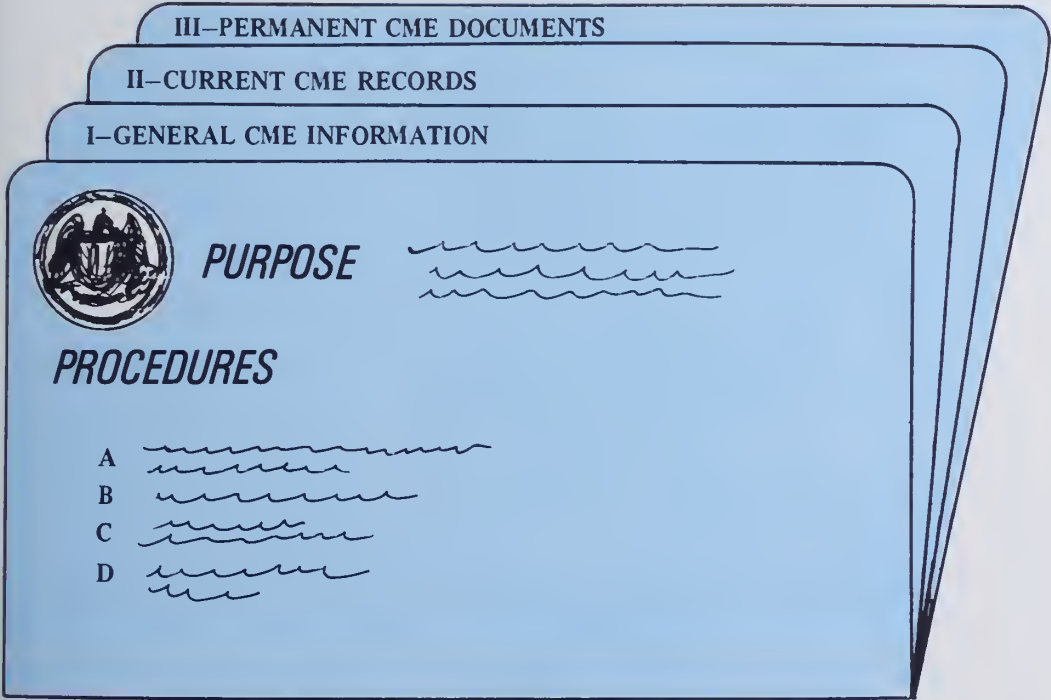 III–PERMANENT CME DOCUMENTS
II–CURRENT CME RECORDS
I–GENERAL CME INFORMATION
PURPOSE
PROCEDURES
A
B
C
D